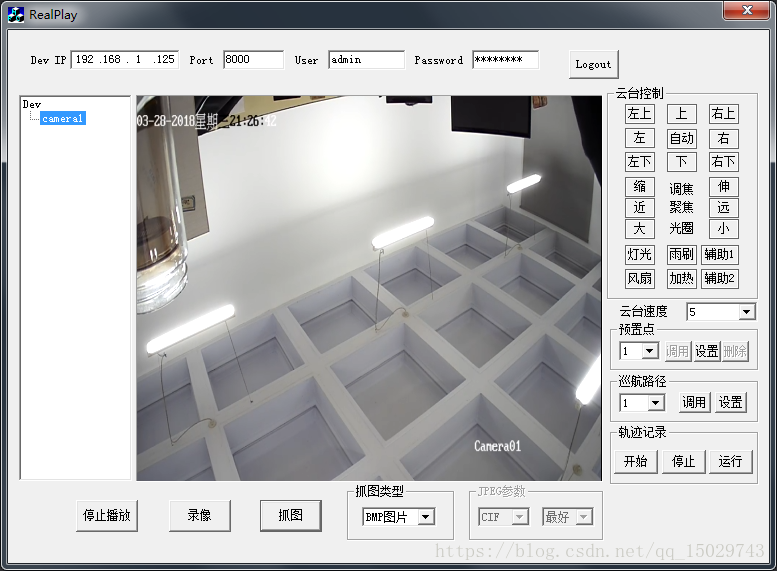 RealPlay
Dev IP 192 .168 . 1 .125 Port 8000 User admin Password ******** Logout
Dev
camera1
03-28-2018星期三21:26:42
Camera01
云台控制
左上 上 右上
左 自动 右
左下 下 右下
缩 调焦 伸
近 聚焦 远
大 光圈 小
灯光 雨刷 辅助1
风扇 加热 辅助2
云台速度 5
预置点
1 调用 设置 删除
巡航路径
1 调用 设置
轨迹记录
开始 停止 运行
停止播放 录像 抓图
抓图类型
BMP图片
JPEG参数
CIF 最好
https://blog.csdn.net/qq_15029743